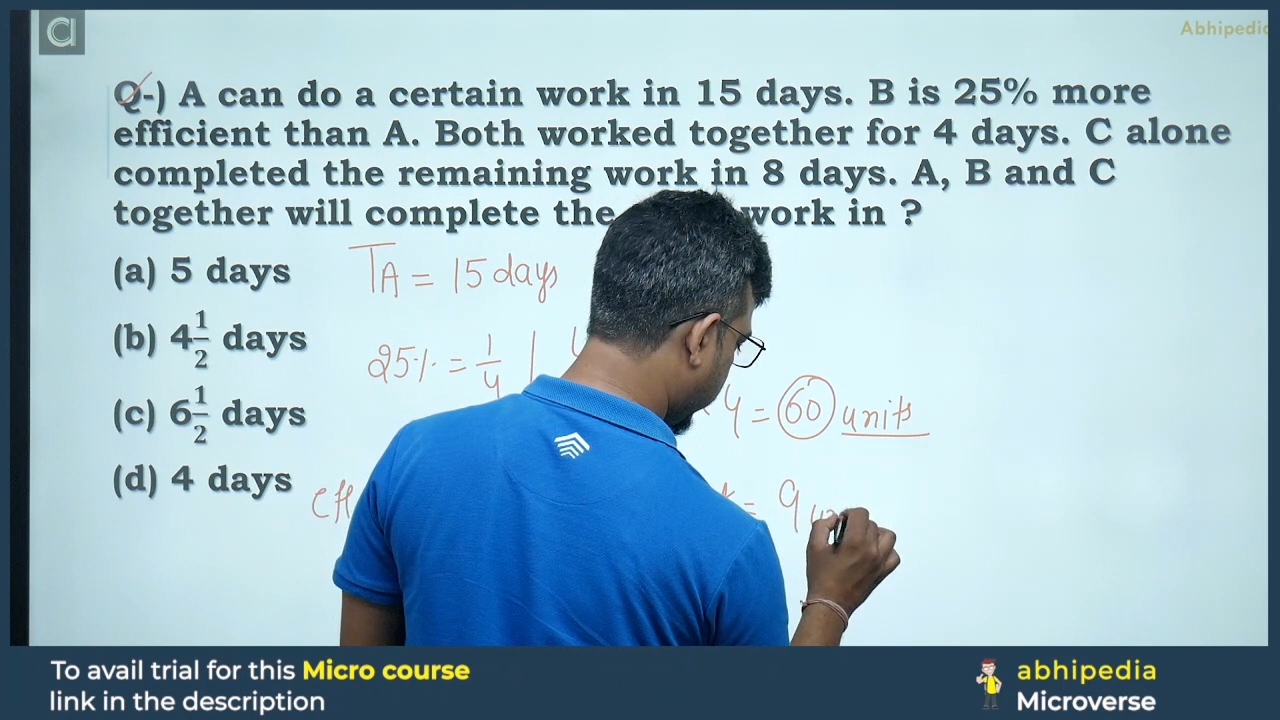 Abhipedia
Q-) A can do a certain work in 15 days. B is 25% more
efficient than A. Both worked together for 4 days. C alone
completed the remaining work in 8 days. A, B and C
together will complete the work in ?
(a) 5 days
TA = 15 days
(b) 4 1/2 days
25% = 1/4
(c) 6 1/2 days
4 = 60 units
(d) 4 days
= 9
To avail trial for this Micro course
link in the description
abhipedia
Microverse